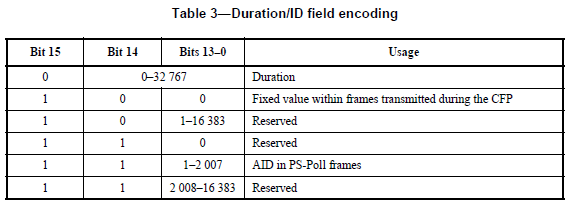 Table 3—Duration/ID field encoding
Bit 15 Bit 14 Bits 13–0 Usage
0 0–32 767 Duration
1 0 0 Fixed value within frames transmitted during the CFP
1 0 1–16 383 Reserved
1 1 0 Reserved
1 1 1–2 007 AID in PS-Poll frames
1 1 2 008–16 383 Reserved